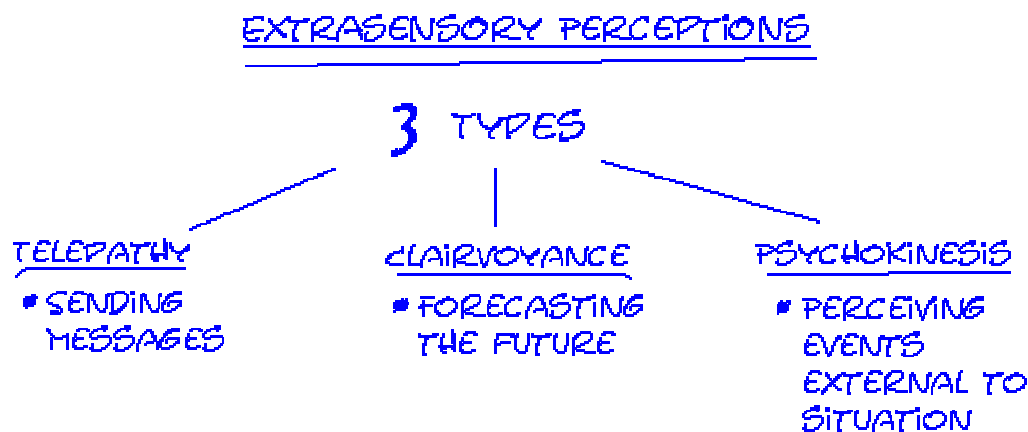 EXTRASENSORY PERCEPTIONS
3 TYPES
TELEPATHY
• SENDING
MESSAGES
CLAIRVOYANCE
• FORECASTING
THE FUTURE
PSYCHOKINESIS
• PERCEIVING
EVENTS
EXTERNAL TO
SITUATION